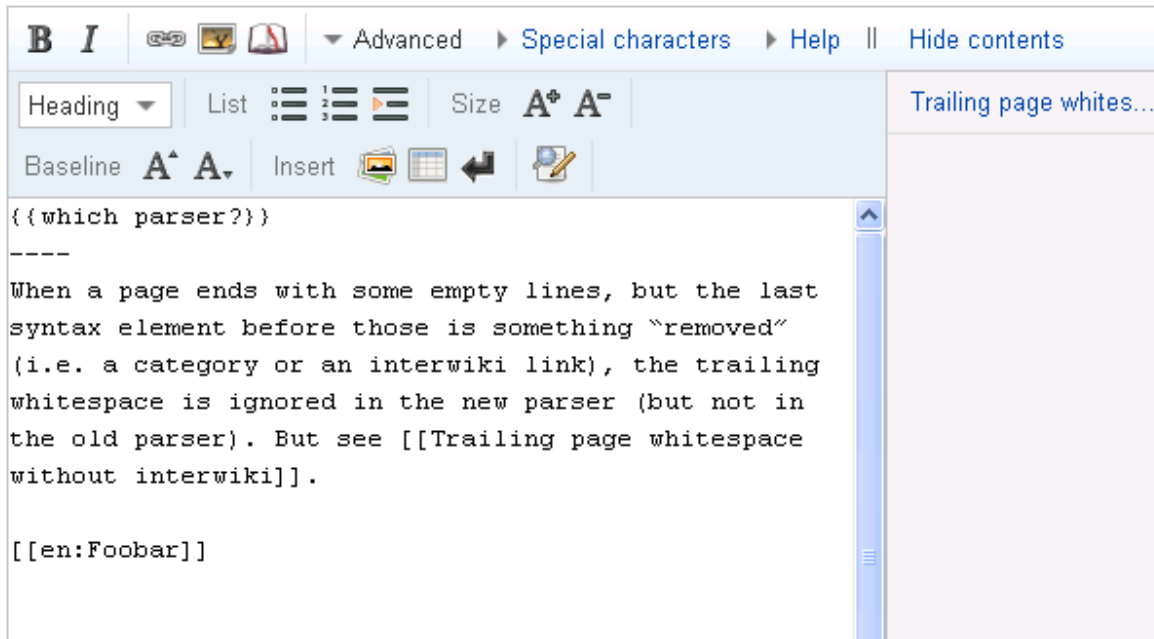 B I Advanced Special characters Help Hide contents
Heading List Size A+ A-
Trailing page whites...
Baseline A A Insert
{{which parser?}}
----
When a page ends with some empty lines, but the last
syntax element before those is something "removed"
(i.e. a category or an interwiki link), the trailing
whitespace is ignored in the new parser (but not in
the old parser). But see [[Trailing page whitespace
without interwiki]].
[[en:Foobar]]